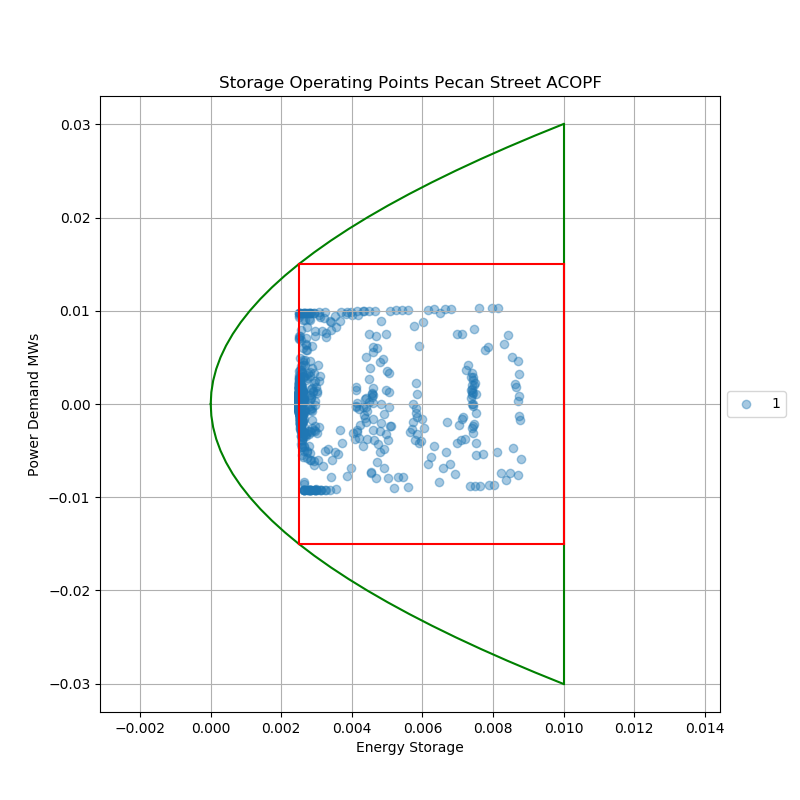 Storage Operating Points Pecan Street ACOPF
0.03
0.02
0.01
0.00
−0.01
−0.02
−0.03
Power Demand MWs
1
−0.002 0.000 0.002 0.004 0.006 0.008 0.010 0.012 0.014
Energy Storage